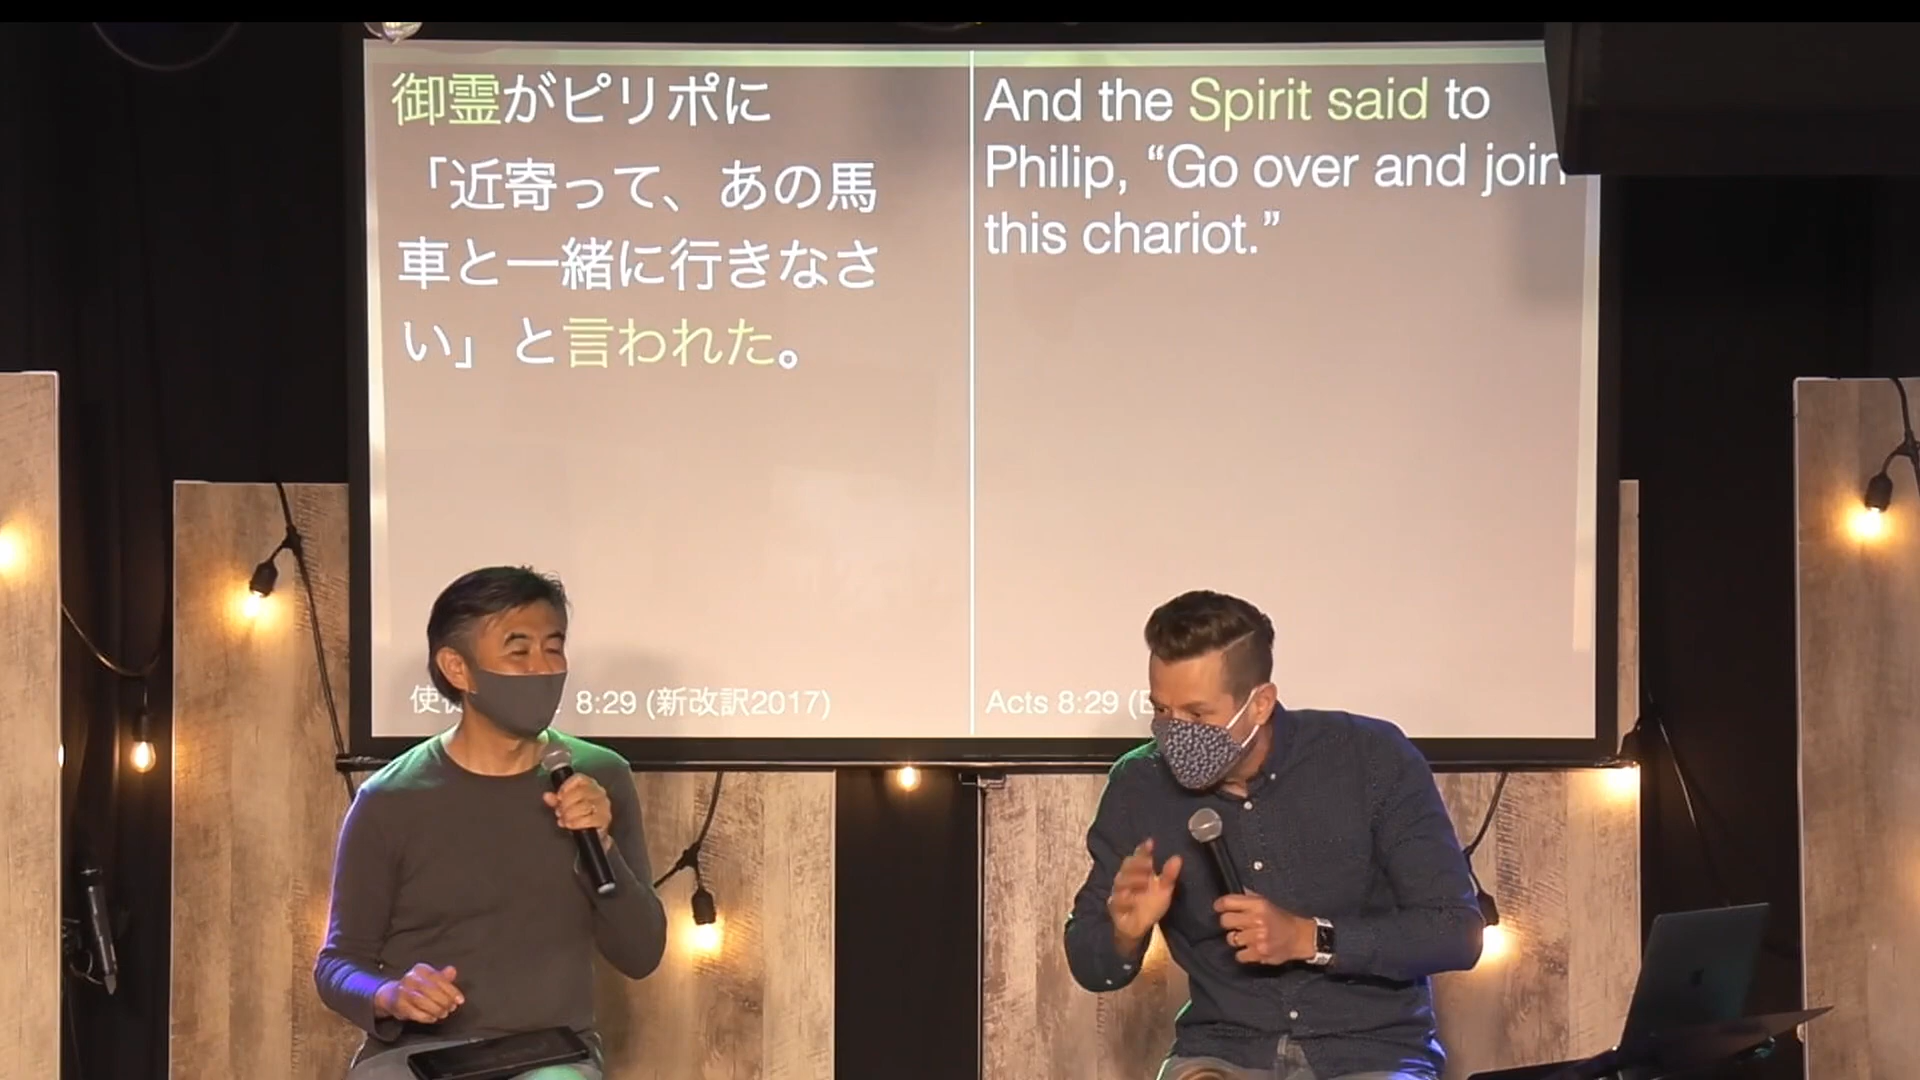 御霊がピリポに
「近寄って、あの馬
車と一緒に行きなさ
い」と言われた。
8:29 (新改訳2017)
And the Spirit said to
Philip, “Go over and join
this chariot.”
Acts 8:29